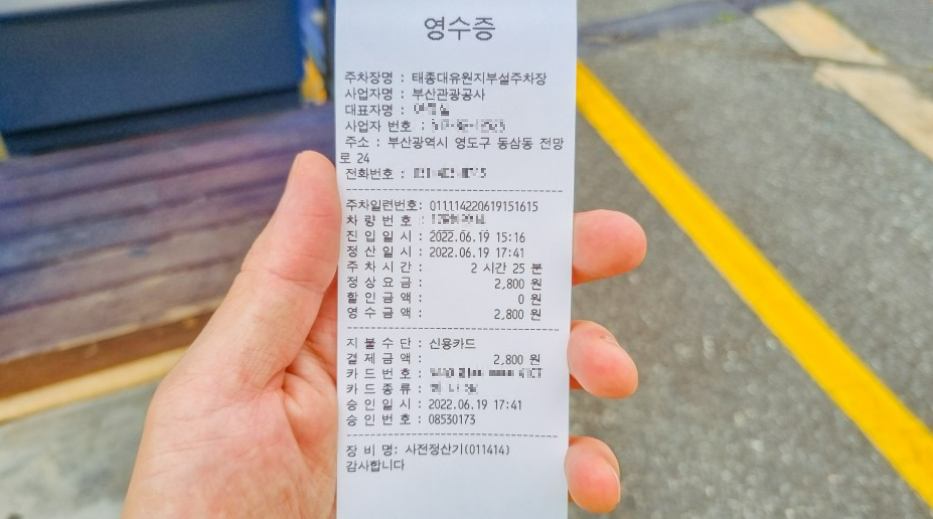 영수증
주차장명 : 태종대유원지부설주차장
사업자명 : 부산관광공사
대표자명 :
사업자 번호 :
주소 : 부산광역시 영도구 동삼동 전망
로 24
전화번호 :
주차일련번호: 011114220619151615
차 량 번 호 :
진 입 일 시 : 2022.06.19 15:16
정 산 일 시 : 2022.06.19 17:41
주 차 시 간 : 2 시간 25 분
정 상 요 금 : 2,800 원
할 인 금 액 : 0 원
영 수 금 액 : 2,800 원
지 불 수 단 : 신용카드
결 제 금 액 : 2,800 원
카 드 번 호 :
카 드 종 류 :
승 인 일 시 : 2022.06.19 17:41
승 인 번 호 : 08530173
장 비 명: 사전정산기(011414)
감사합니다